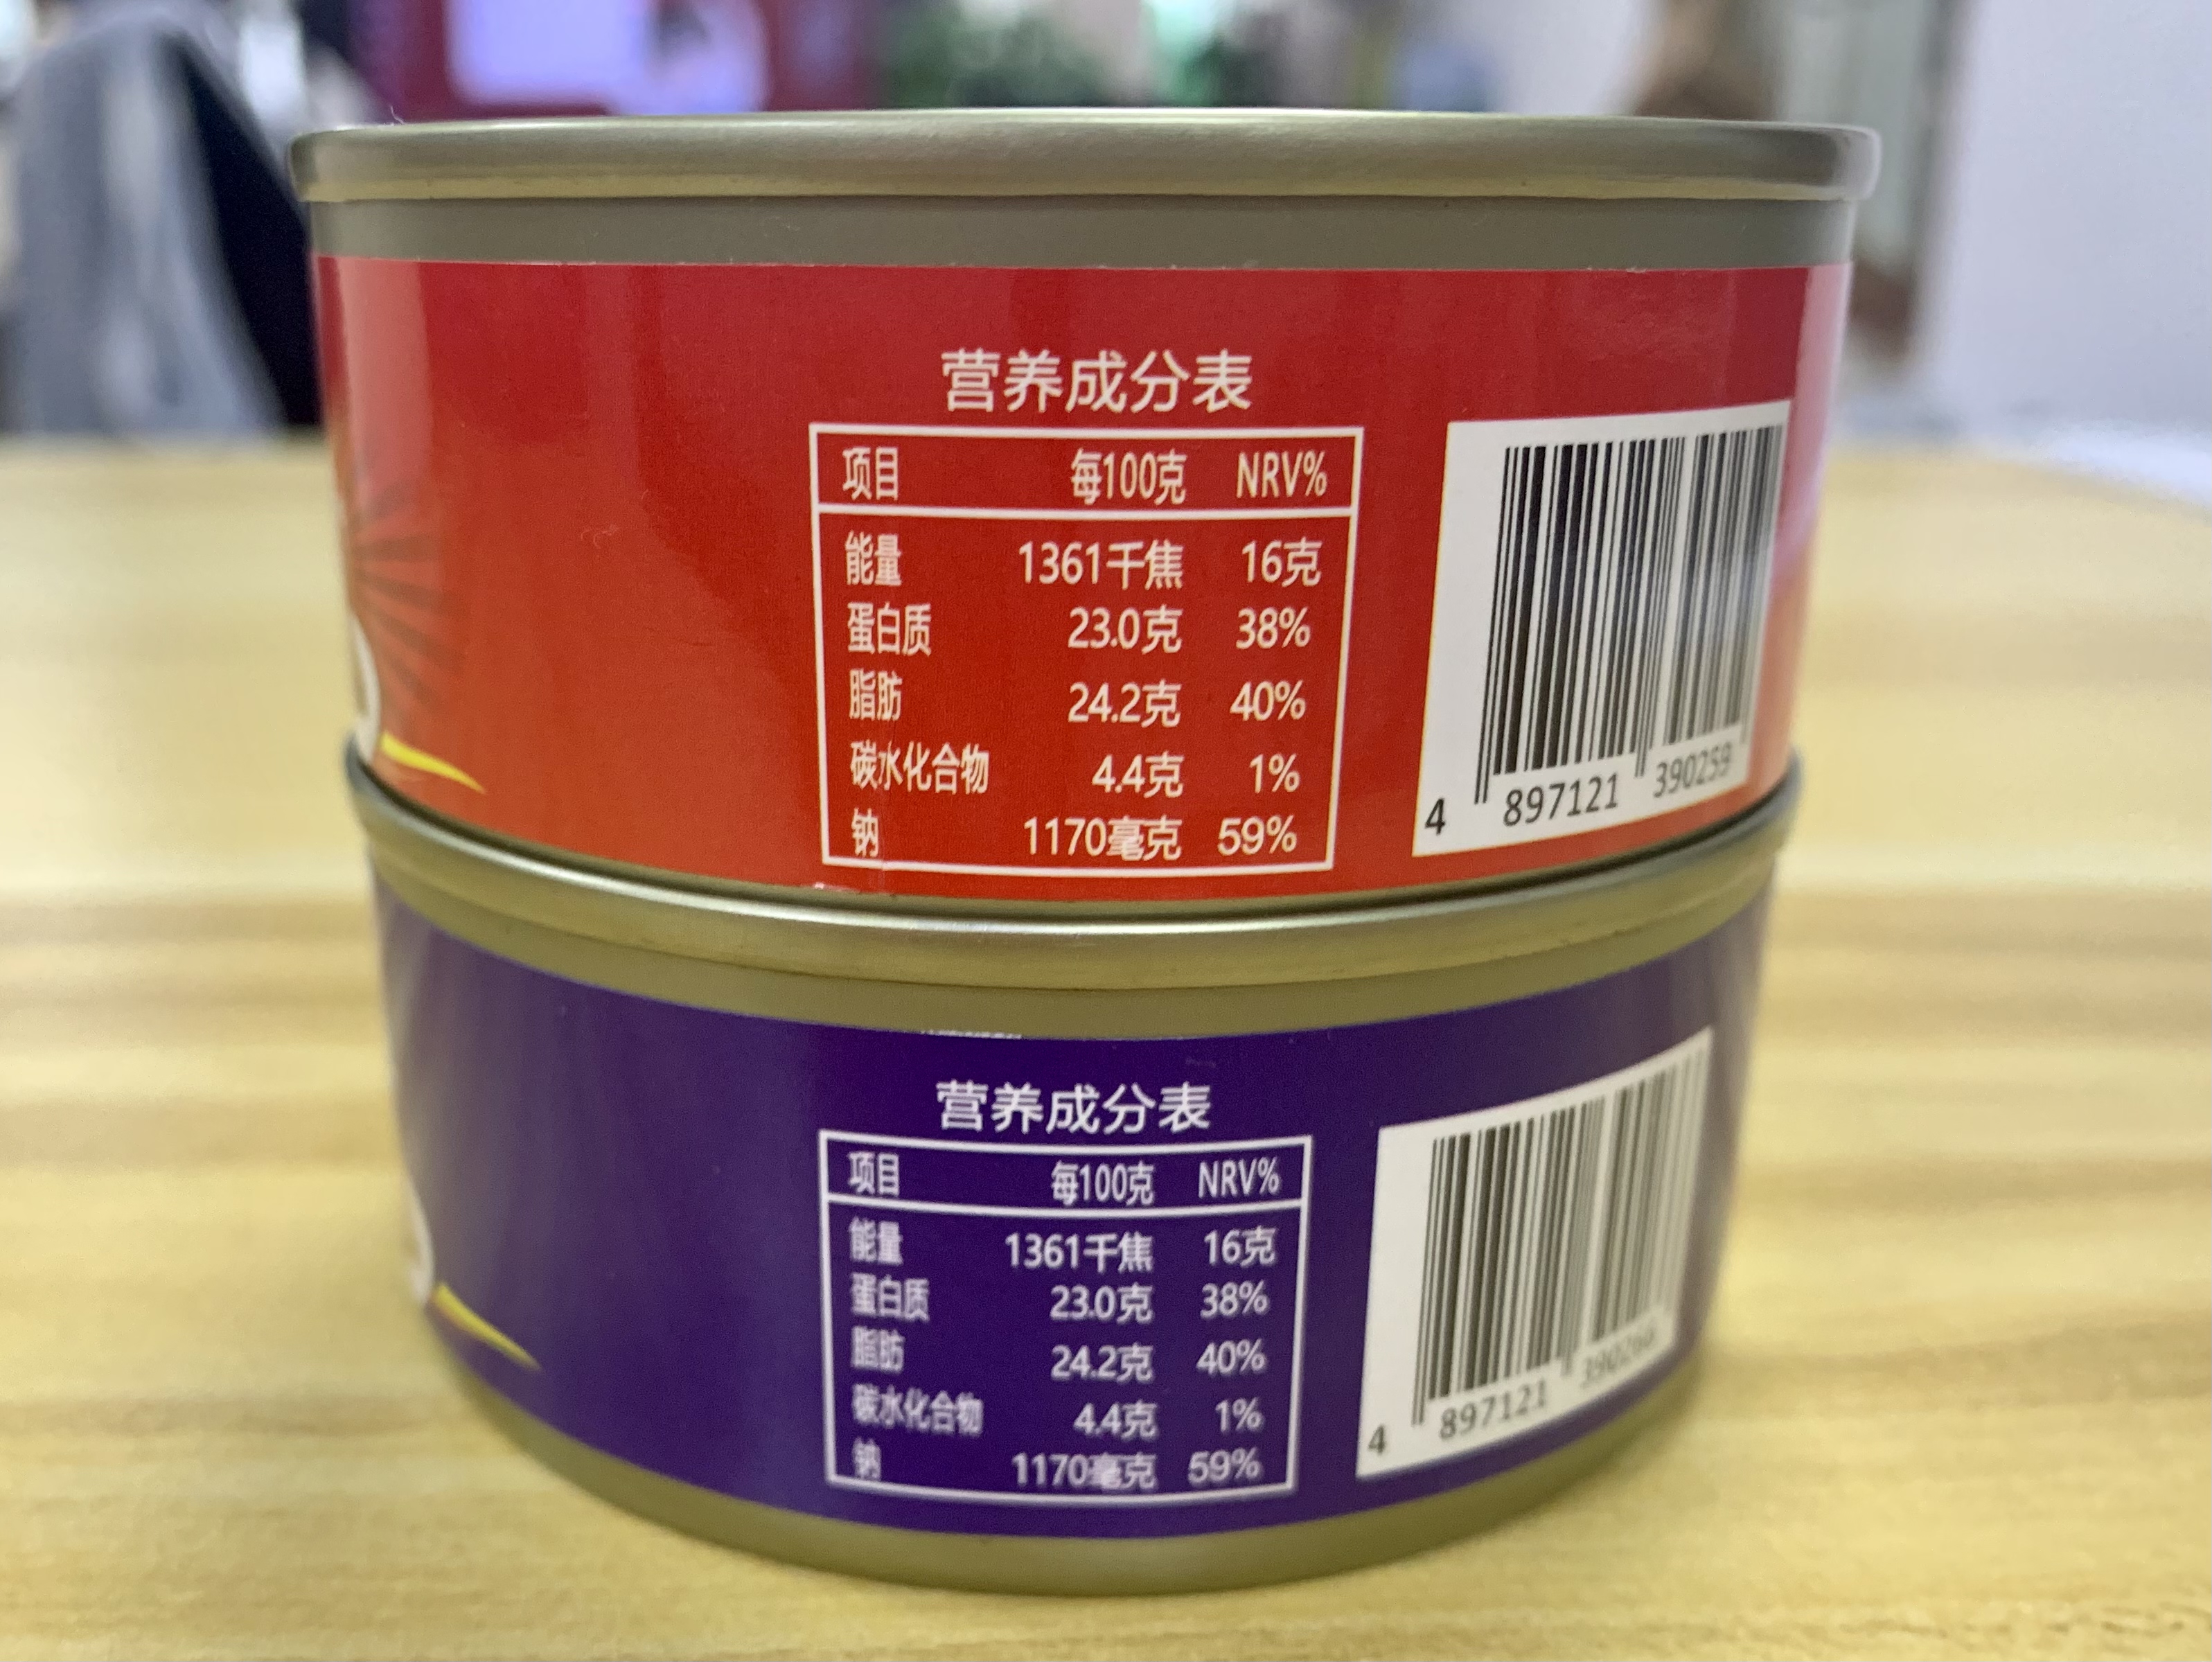 营养成分表
项目 每100克 NRV%
能量 1361千焦 16克
蛋白质 23.0克 38%
脂肪 24.2克 40%
碳水化合物 4.4克 1%
钠 1170毫克 59%
4 897121 390259
营养成分表
项目 每100克 NRV%
能量 1361千焦 16克
蛋白质 23.0克 38%
脂肪 24.2克 40%
碳水化合物 4.4克 1%
钠 1170毫克 59%
4 897121